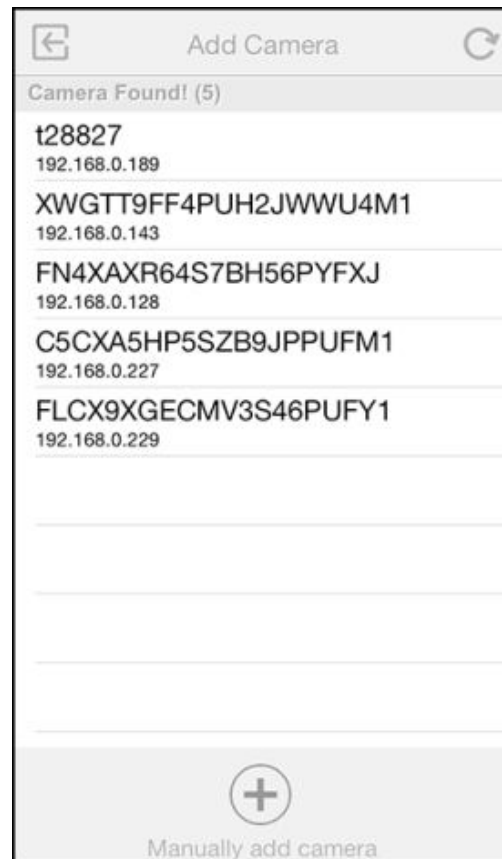 Add Camera
Camera Found! (5)
t28827
192.168.0.189
XWGTT9FF4PUH2JWWU4M1
192.168.0.143
FN4XAXR64S7BH56PYFXJ
192.168.0.128
C5CXA5HP5SZB9JPPUFM1
192.168.0.227
FLCX9XGECMV3S46PUFY1
192.168.0.229
Manually add camera